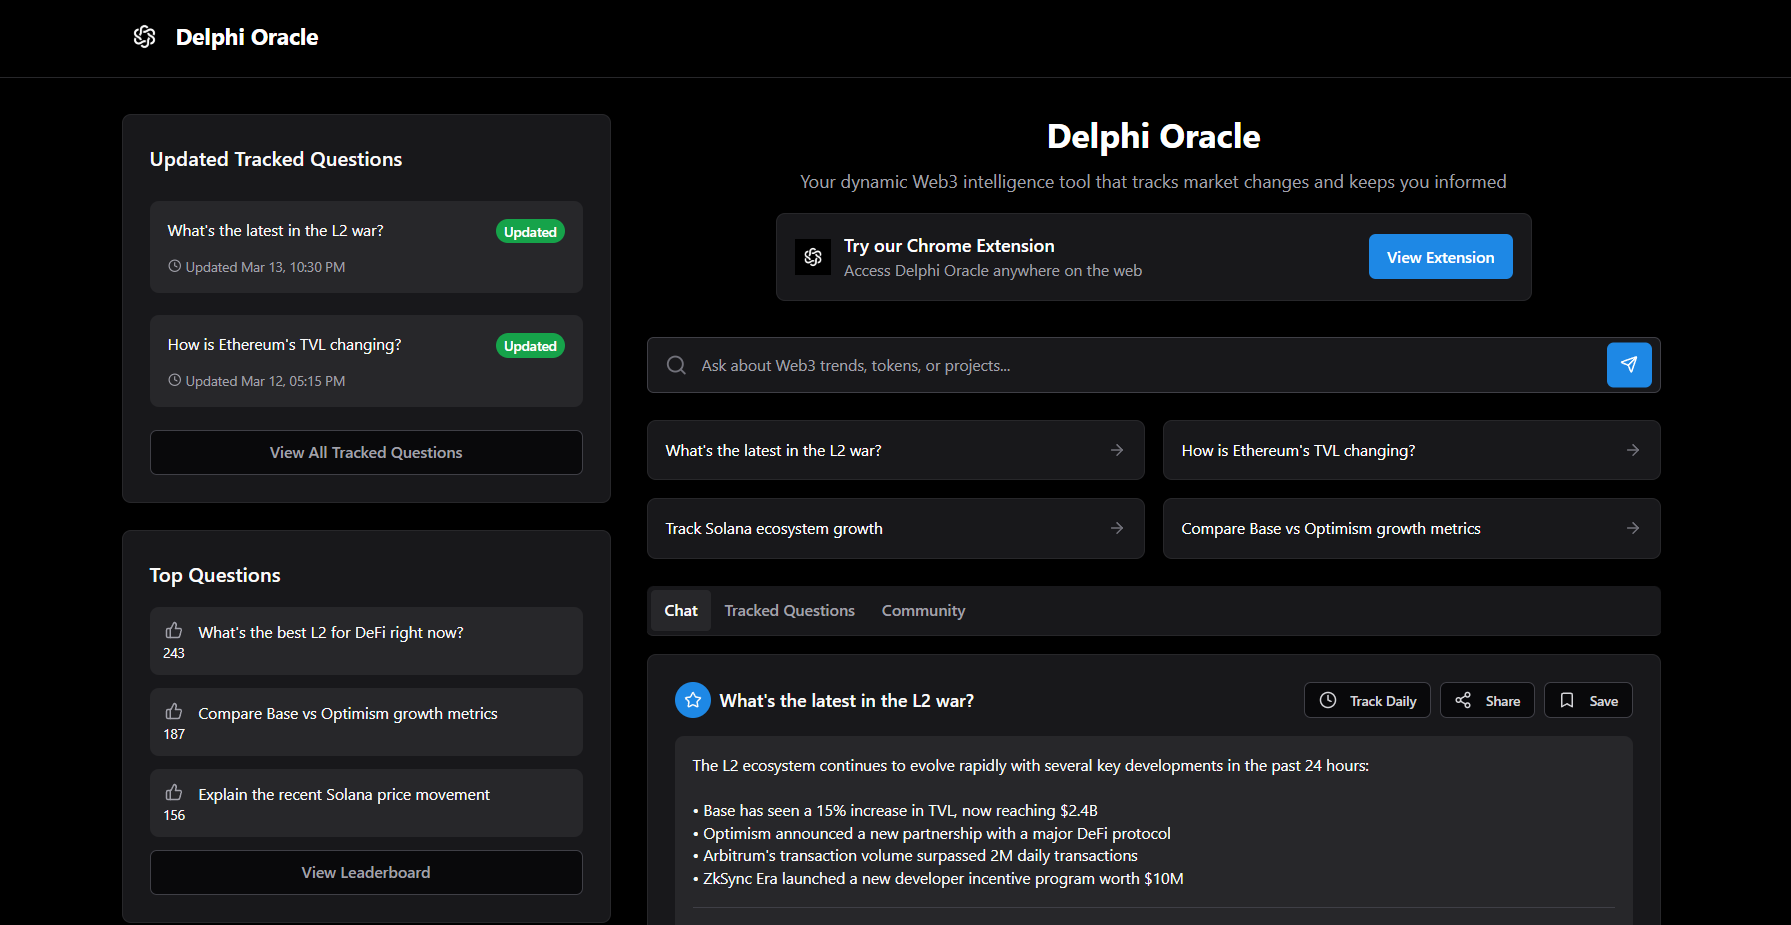 Delphi Oracle
Updated Tracked Questions
What's the latest in the L2 war?
Updated
Updated Mar 13, 10:30 PM
How is Ethereum's TVL changing?
Updated
Updated Mar 12, 05:15 PM
View All Tracked Questions
Top Questions
What's the best L2 for DeFi right now?
243
Compare Base vs Optimism growth metrics
187
Explain the recent Solana price movement
156
View Leaderboard
Delphi Oracle
Your dynamic Web3 intelligence tool that tracks market changes and keeps you informed
Try our Chrome Extension
Access Delphi Oracle anywhere on the web
View Extension
Ask about Web3 trends, tokens, or projects...
What's the latest in the L2 war?
How is Ethereum's TVL changing?
Track Solana ecosystem growth
Compare Base vs Optimism growth metrics
Chat
Tracked Questions
Community
What's the latest in the L2 war?
Track Daily
Share
Save
The L2 ecosystem continues to evolve rapidly with several key developments in the past 24 hours:
• Base has seen a 15% increase in TVL, now reaching $2.4B
• Optimism announced a new partnership with a major DeFi protocol
• Arbitrum's transaction volume surpassed 2M daily transactions
• ZkSync Era launched a new developer incentive program worth $10M